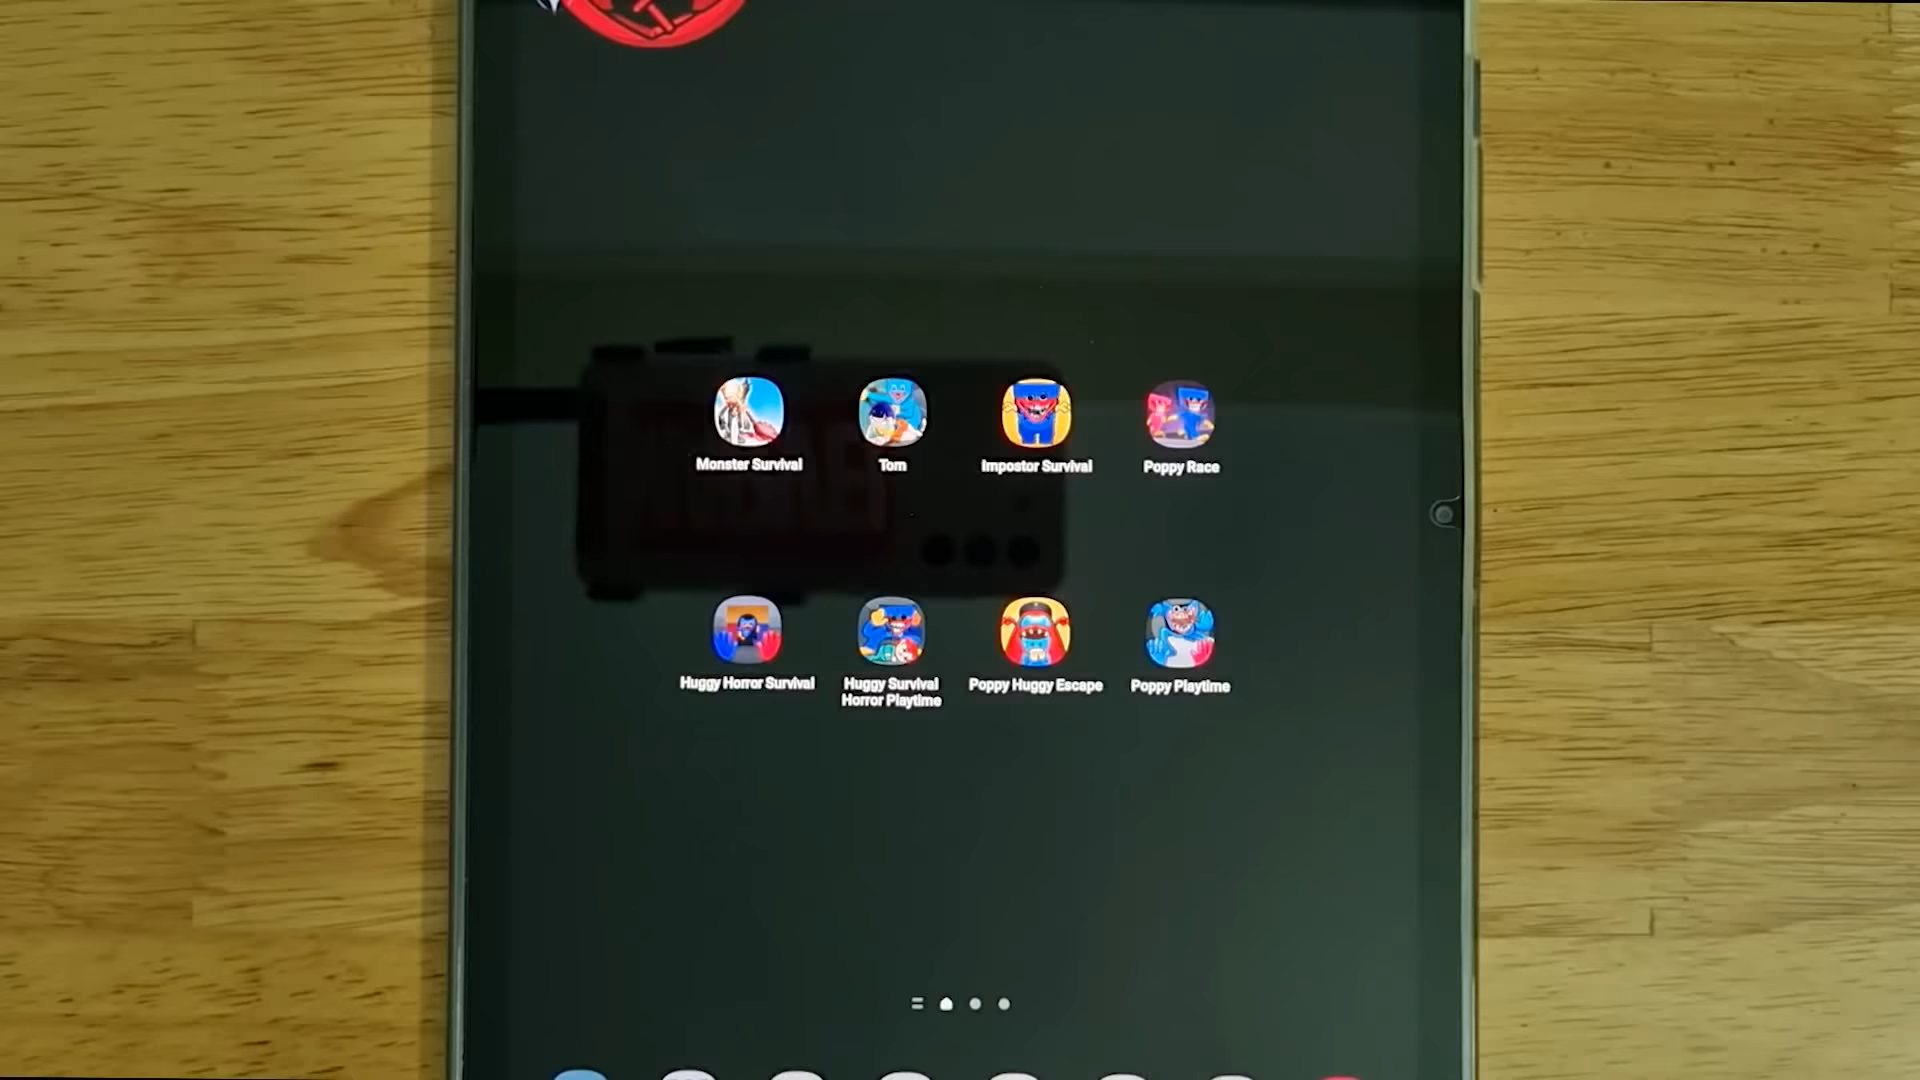 Monster Survival
Tom
Impostor Survival
Poppy Race
Huggy Horror Survival
Huggy Survival
Horror Playtime
Poppy Huggy Escape
Poppy Playtime